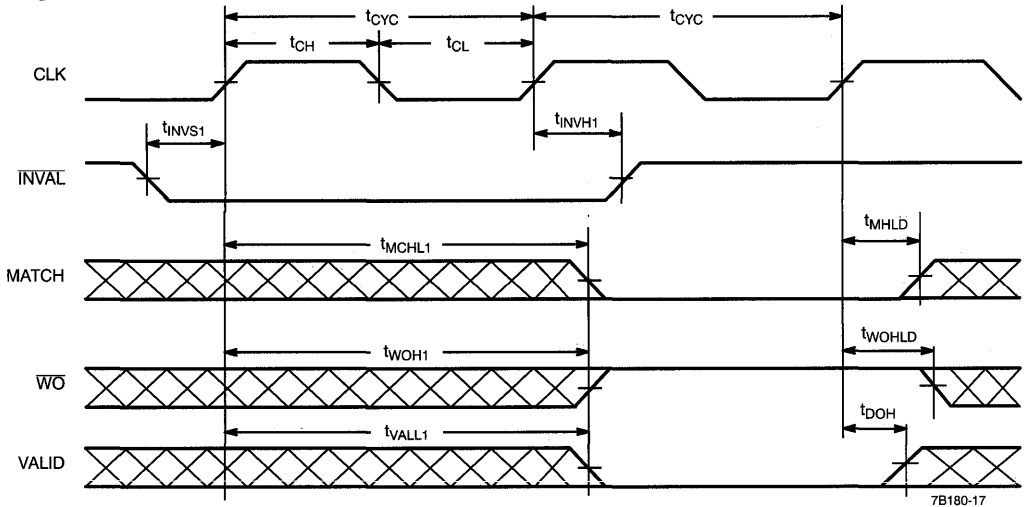 tCYC tCYC
tCH tCL
CLK
tINVS1 tINVH1
INVAL
tMHLD
tMCHL1
MATCH
tWOHLD
tWOH1
WO
tDOH
tVALL1
VALID
7B180-17